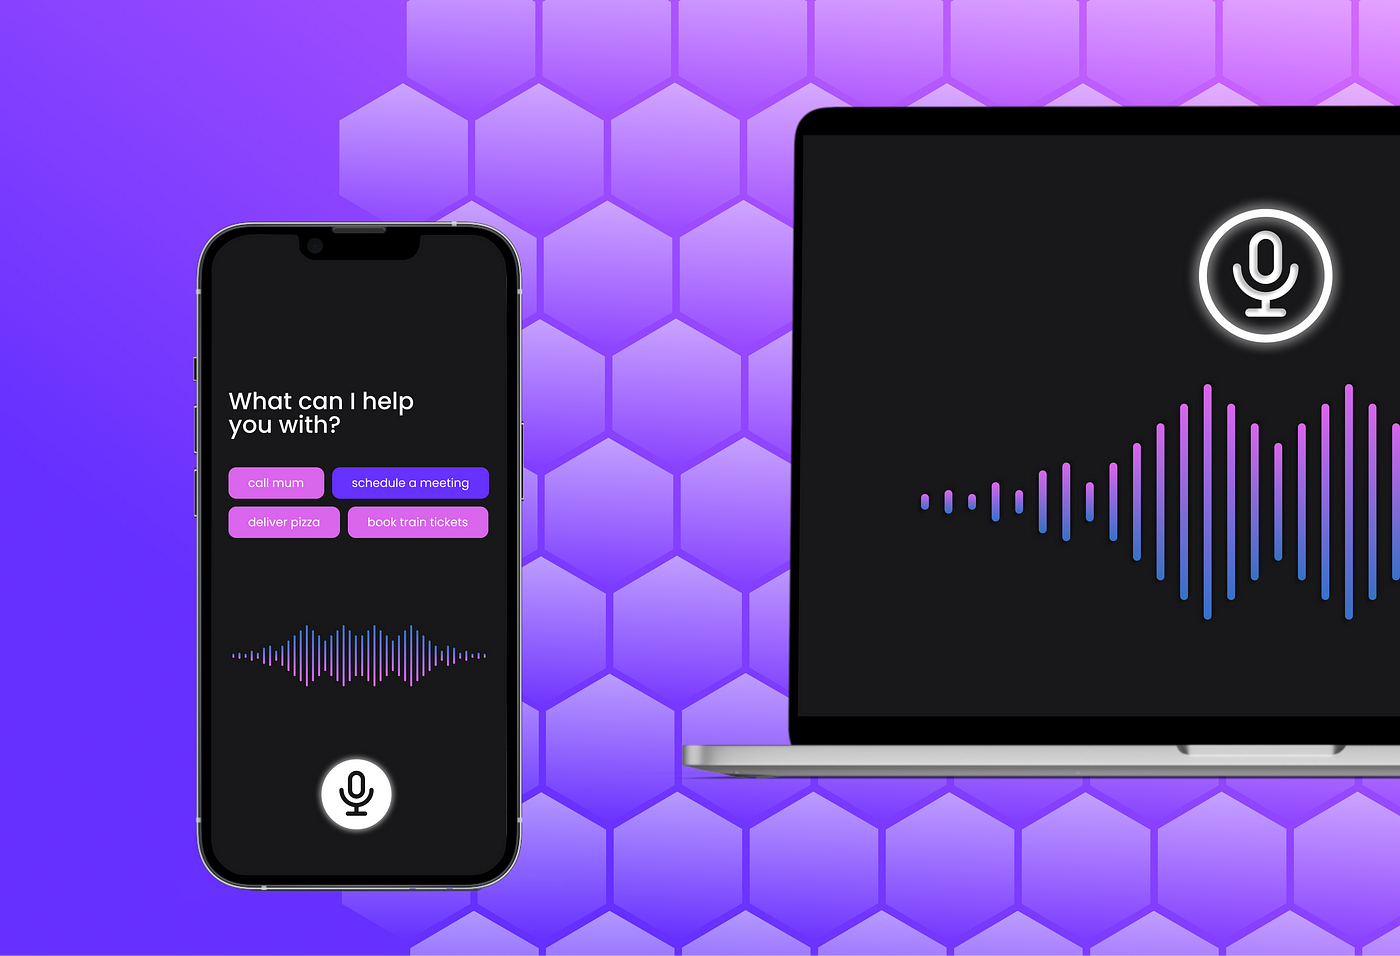 What can I help
you with?
call mum
schedule a meeting
deliver pizza
book train tickets